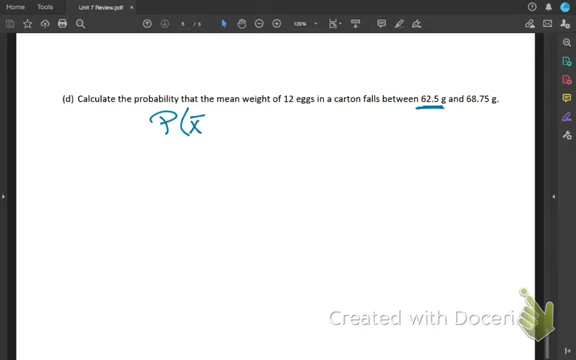 Home Tools Unit 7 Review.pdf ×
5 / 5 136%
(d) Calculate the probability that the mean weight of 12 eggs in a carton falls between 62.5 g and 68.75 g.
P(x̄
Created with Doceri